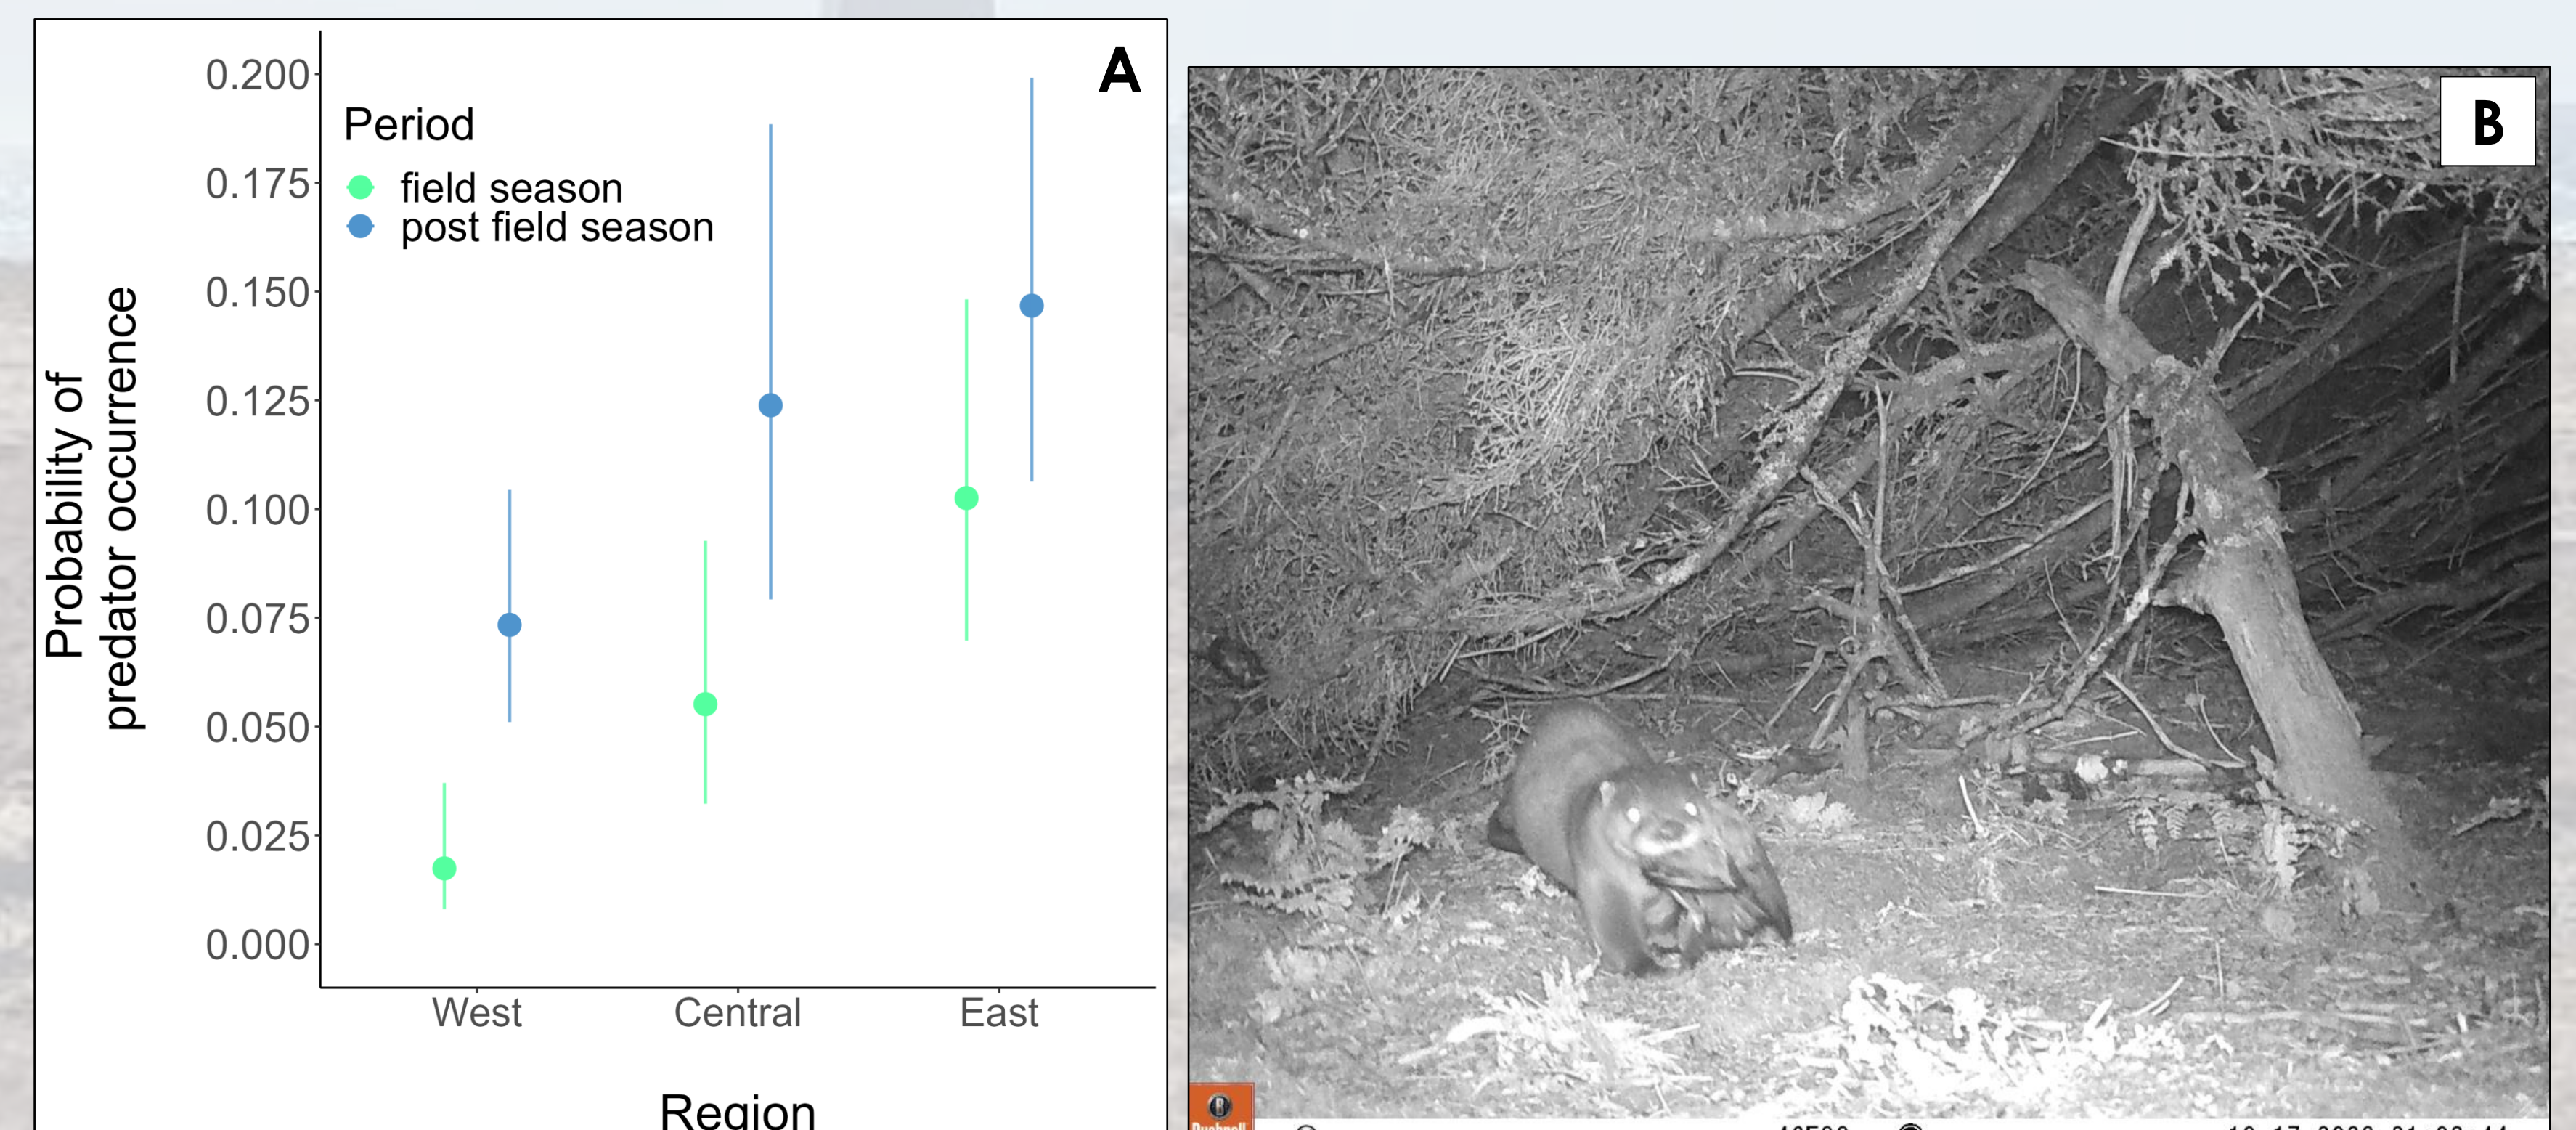 A
0.200
Period
field season
post field season
0.175
0.150
0.125
0.100
0.075
0.050
0.025
0.000
Probability of
predator occurrence
West Central East
Region
B